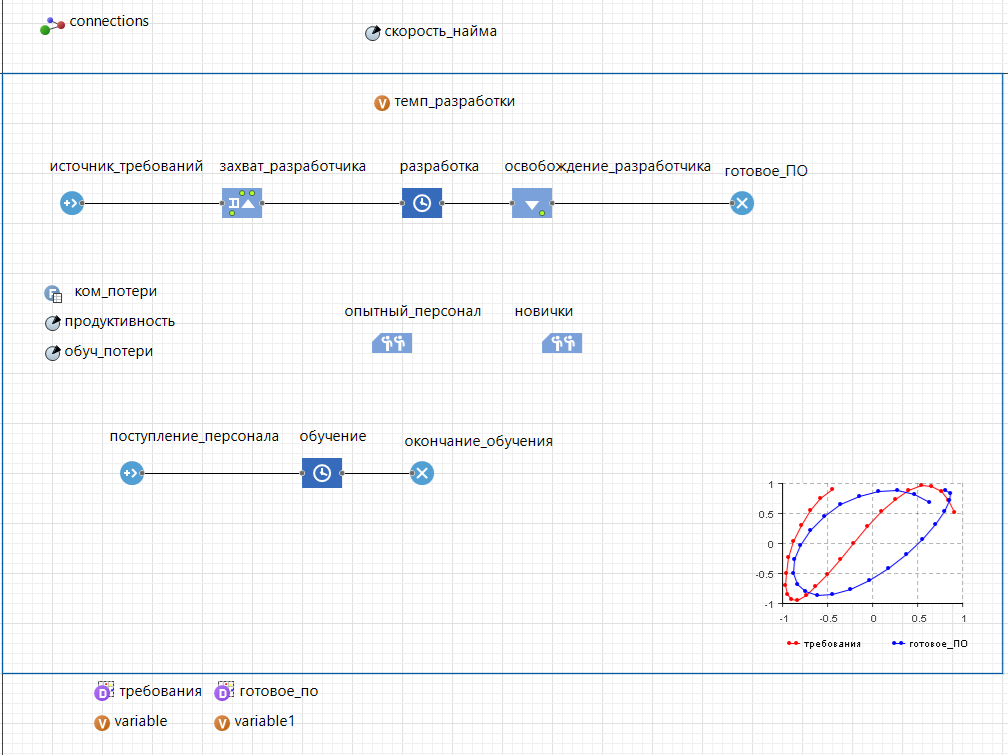 connections
скорость_найма
темп_разработки
источник_требований захват_разработчика разработка освобождение_разработчика готовое_ПО
ком_потери
продуктивность
обуч_потери
опытный_персонал новички
поступление_персонала обучение окончание_обучения
1
0.5
0
-0.5
-1
-1 -0.5 0 0.5 1
требования готовое_ПО
требования готовое_по
variable variable1